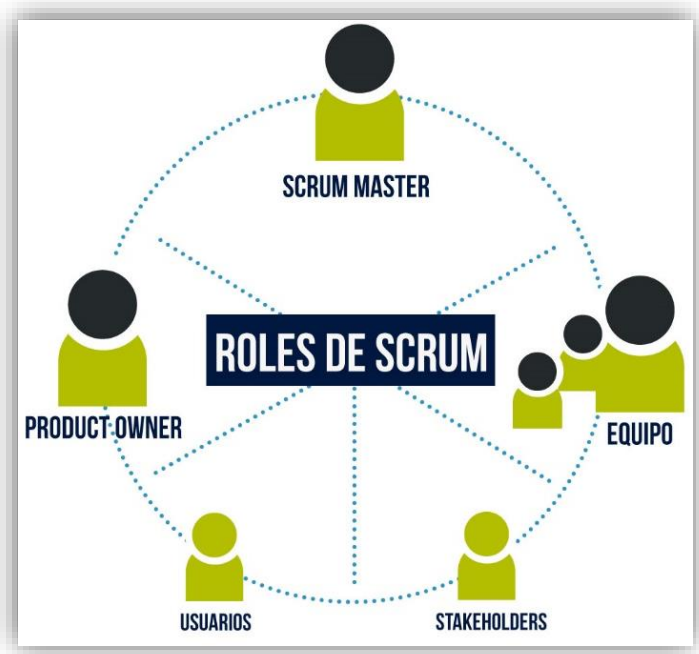 SCRUM MASTER
ROLES DE SCRUM
PRODUCT OWNER
EQUIPO
USUARIOS
STAKEHOLDERS